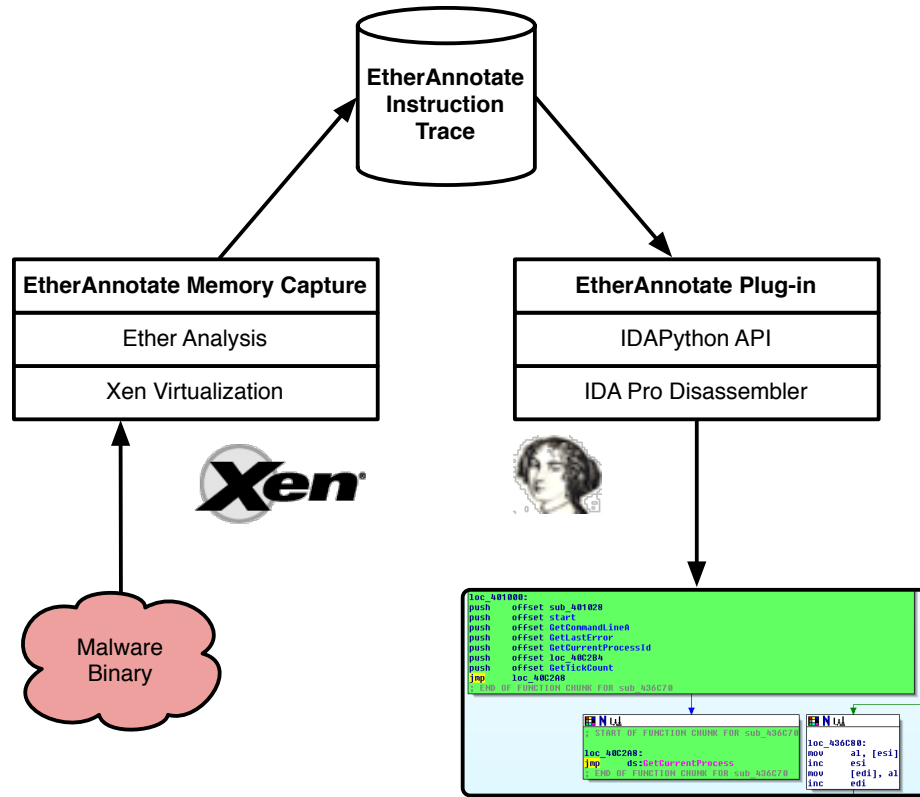 EtherAnnotate
Instruction
Trace
EtherAnnotate Memory Capture
Ether Analysis
Xen Virtualization
EtherAnnotate Plug-in
IDAPython API
IDA Pro Disassembler
Xen
Malware
Binary
loc_401000:
push offset sub_401028
push offset start
push offset GetCommandLineA
push offset GetLastError
push offset GetCurrentProcessId
push offset loc_40C2B4
push offset GetTickCount
jmp loc_40C2A8
; END OF FUNCTION CHUNK FOR sub_436C70
; START OF FUNCTION CHUNK FOR sub_436C70
loc_40C2A8:
jmp ds:GetCurrentProcess
; END OF FUNCTION CHUNK FOR sub_436C70
loc_436C80:
mov al, [esi]
inc esi
mov [edi], al
inc edi